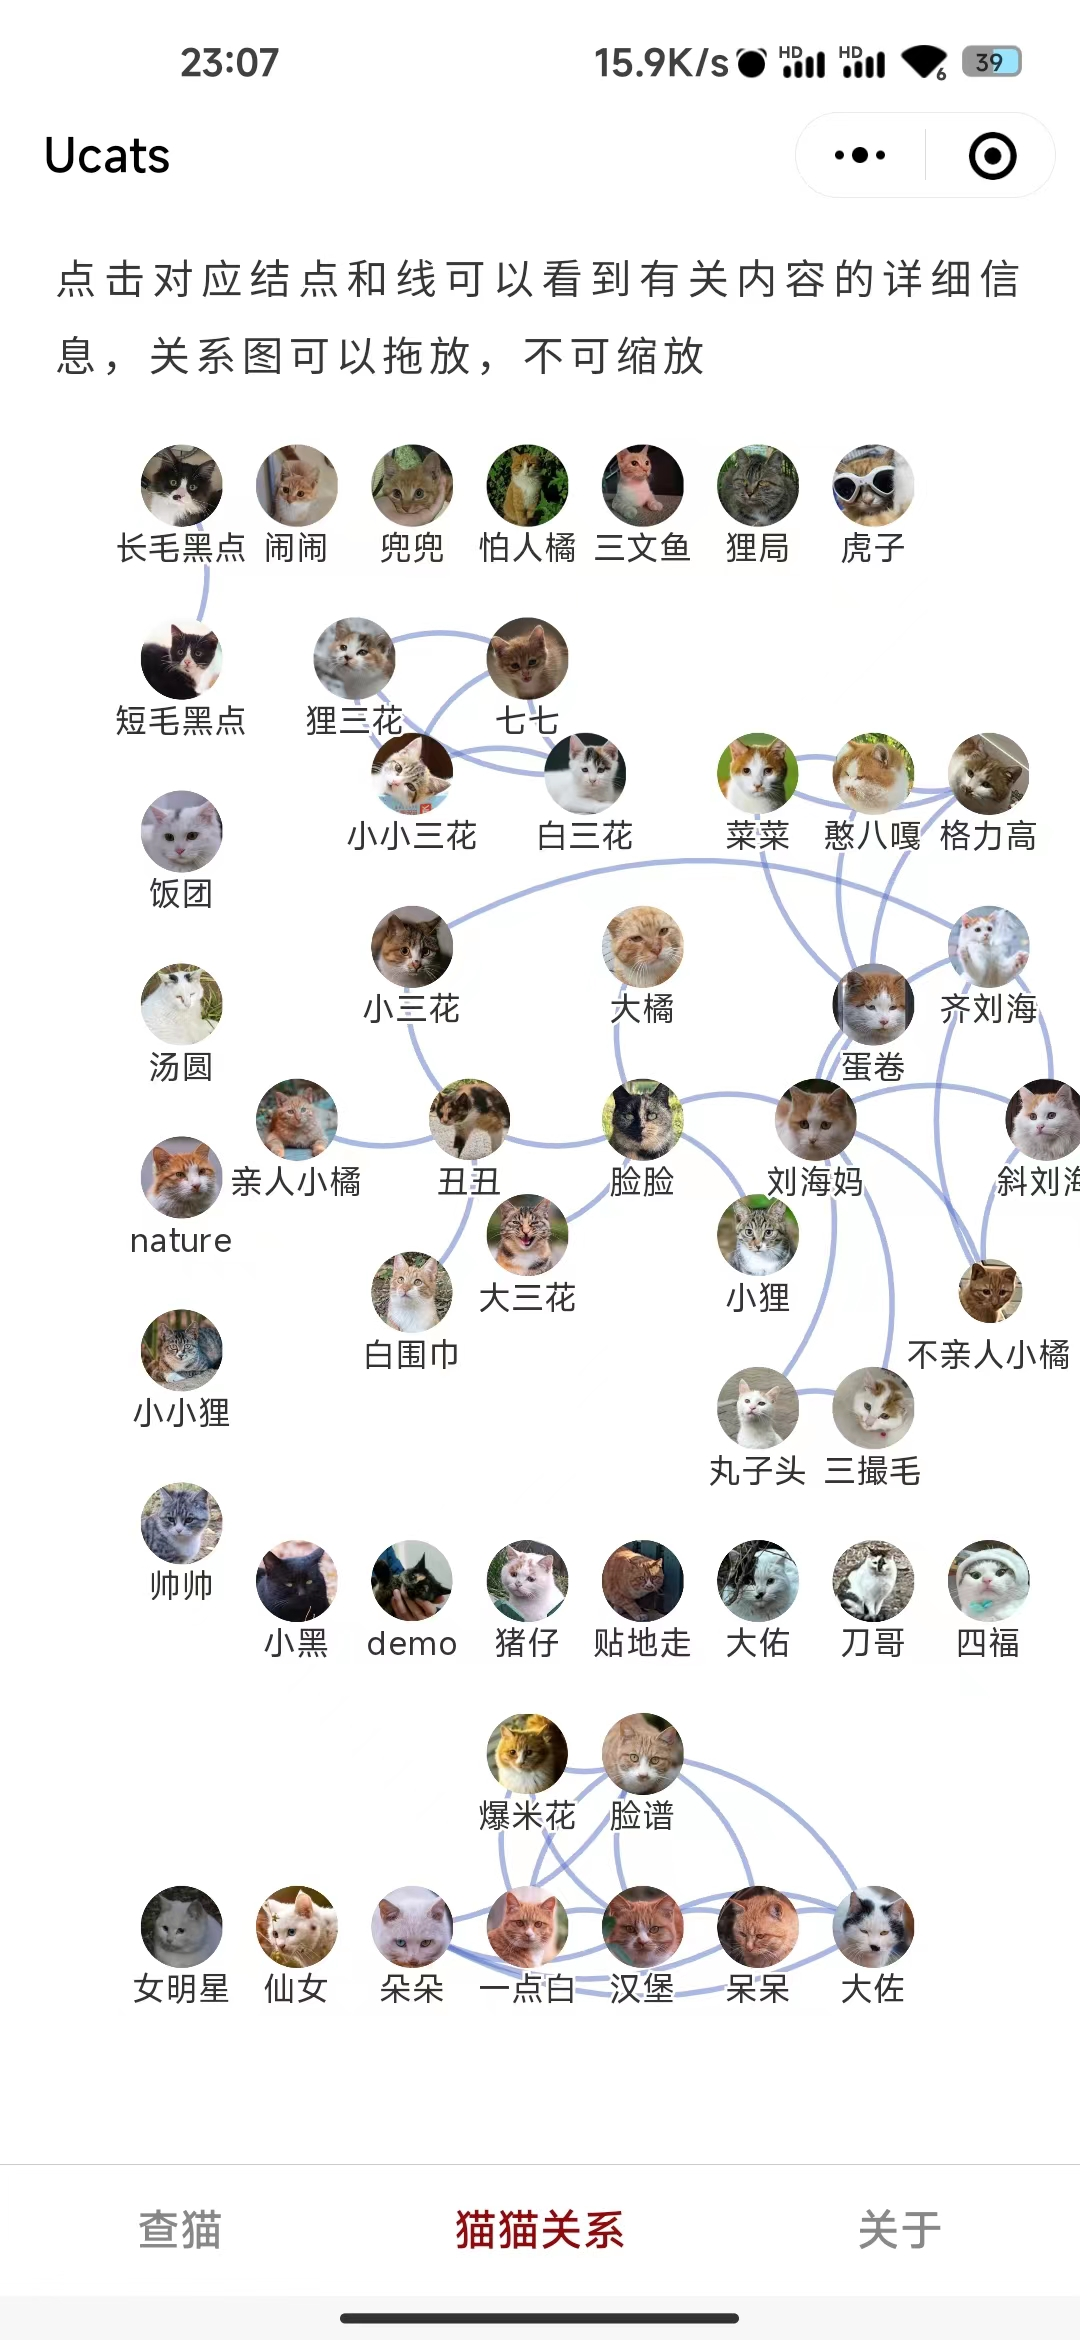 23:07 15.9K/s HD HD 6 39
Ucats
点击对应结点和线可以看到有关内容的详细信
息，关系图可以拖放，不可缩放
长毛黑点 闹闹 兜兜 怕人橘 三文鱼 狸局 虎子
短毛黑点 狸三花 七七
小小三花 白三花 菜菜 憨八嘎 格力高
饭团
小三花 大橘 齐刘海
汤圆 蛋卷
亲人小橘 丑丑 脸脸 刘海妈 斜刘海
nature
大三花 小狸
白围巾 不亲人小橘
小小狸
丸子头 三撮毛
帅帅
小黑 demo 猪仔 贴地走 大佑 刀哥 四福
爆米花 脸谱
女明星 仙女 朵朵 一点白 汉堡 呆呆 大佐
查猫 猫猫关系 关于